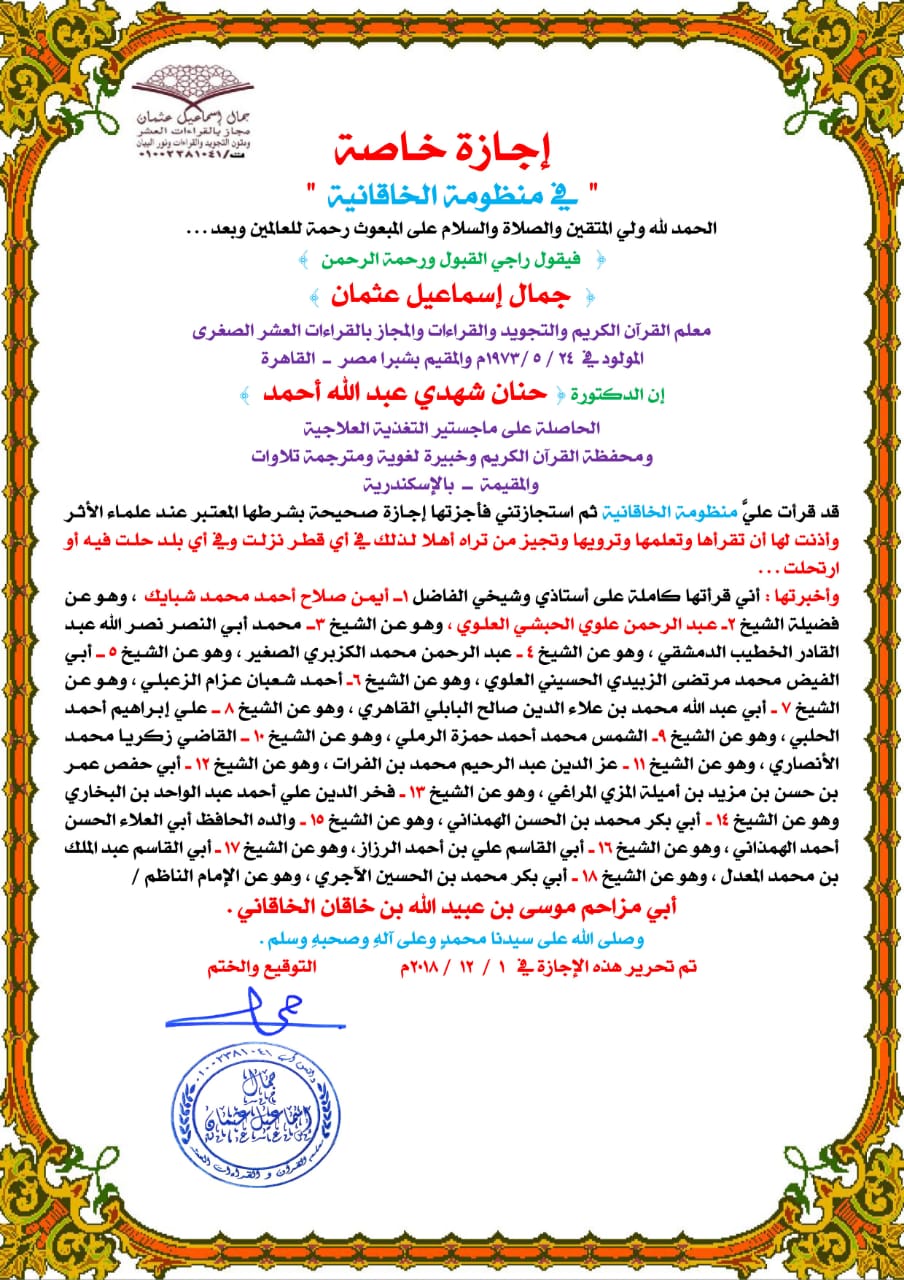 جمال إسماعيل عثمان
مجاز بالقراءات العشر
ومتون التجويد والقراءات ونور البيان
٠١٠٠٢٣٨١٠٤١/
إجازة خاصة
" في منظومة الخاقانية "
الحمد لله ولي المتقين والصلاة والسلام على المبعوث رحمة للعالمين وبعد ...
﴿ فيقول راجي القبول ورحمة الرحمن ﴾
﴿ جمال إسماعيل عثمان ﴾
معلم القرآن الكريم والتجويد والقراءات والمجاز بالقراءات العشر الصغرى
المولود في ٢٤ / ٥ / ١٩٧٣م والمقيم بشبرا مصر – القاهرة
إن الدكتورة ﴿ حنان شهدي عبد الله أحمد ﴾
الحاصلة على ماجستير التغذية العلاجية
ومحفظة القرآن الكريم وخبيرة لغوية ومترجمة تلاوات
والمقيمة – بالإسكندرية
قد قرأت عليَّ منظومة الخاقانية ثم استجازتني فأجزتها إجازة صحيحة بشرطها المعتبر عند علماء الأثر
وأذنت لها أن تقرأها وتعلمها وترويها وتجيز من تراه أهلا لذلك في أي قطر نزلت وفي أي بلد حلت فيه أو
ارتحلت ...
وأخبرتها : أني قرأتها كاملة على أستاذي وشيخي الفاضل ١ـ أيمن صلاح أحمد محمد شبايك ، وهو عن
فضيلة الشيخ ٢ـ عبد الرحمن علوي الحبشي العلوي ، وهو عن الشيخ ٣ـ محمد أبي النصر نصر الله عبد
القادر الخطيب الدمشقي ، وهو عن الشيخ ٤ ـ عبد الرحمن محمد الكزبري الصغير ، وهو عن الشيخ ٥ ـ أبي
الفيض محمد مرتضى الزبيدي الحسيني العلوي ، وهو عن الشيخ ٦ـ أحمد شعبان عزام الزعبلي ، وهو عن
الشيخ ٧ ـ أبي عبد الله محمد بن علاء الدين صالح البابلي القاهري ، وهو عن الشيخ ٨ ـ علي إبراهيم أحمد
الحلبي ، وهو عن الشيخ ٩ـ الشمس محمد أحمد حمزة الرملي ، وهو عن الشيخ ١٠ ـ القاضي زكريا محمد
الأنصاري ، وهو عن الشيخ ١١ ـ عز الدين عبد الرحيم محمد بن الفرات ، وهو عن الشيخ ١٢ ـ أبي حفص عمر
بن حسن بن مزيد بن أميلة المزي المراغي ، وهو عن الشيخ ١٣ ـ فخر الدين علي أحمد عبد الواحد بن البخاري
وهو عن الشيخ ١٤ ـ أبي بكر محمد بن الحسن الهمذاني ، وهو عن الشيخ ١٥ ـ والده الحافظ أبي العلاء الحسن
أحمد الهمذاني ، وهو عن الشيخ ١٦ ـ أبي القاسم علي بن أحمد الرزاز، وهو عن الشيخ ١٧ ـ أبي القاسم عبد الملك
بن محمد المعدل ، وهو عن الشيخ ١٨ ـ أبي بكر محمد بن الحسين الآجري ، وهو عن الإمام الناظم /
أبي مزاحم موسى بن عبيد الله بن خاقان الخاقاني .
وصلى الله على سيدنا محمدٍ وعلى آلهِ وصحبهِ وسلم .
تم تحرير هذه الإجازة في ١ / ١٢ / ٢٠١٨م التوقيع والختم
جمال
٠١٠٠٢٣٨١٠٤١
جمال
إسماعيل عثمان
القرآن و القراءات